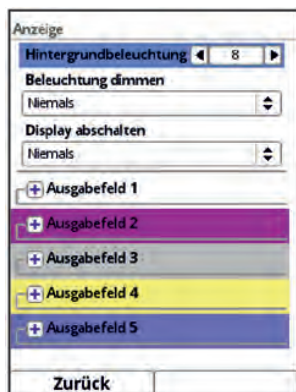 Anzeige
Hintergrundbeleuchtung 8
Beleuchtung dimmen
Niemals
Display abschalten
Niemals
Ausgabefeld 1
Ausgabefeld 2
Ausgabefeld 3
Ausgabefeld 4
Ausgabefeld 5
Zurück